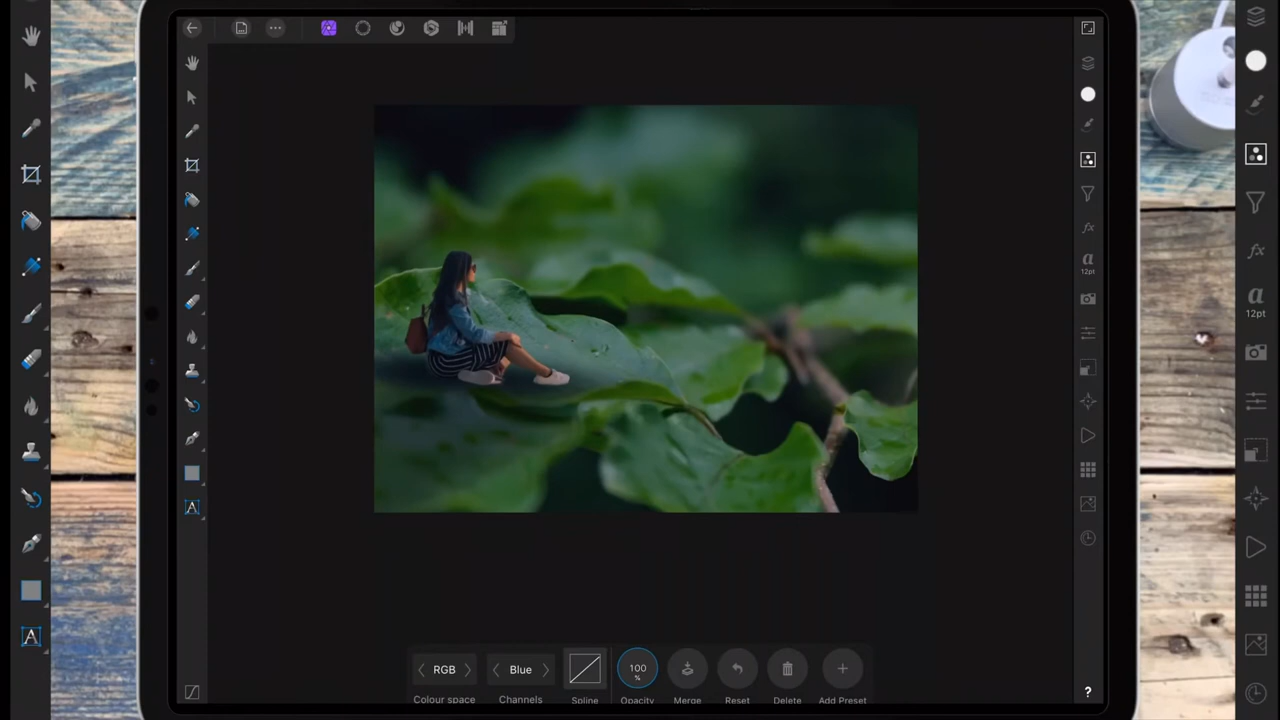 a
12pt
a
12pt
A
A
RGB
Blue
100
%
Colour space
Channels
Spline
Opacity
Merge
Reset
Delete
Add Preset
?